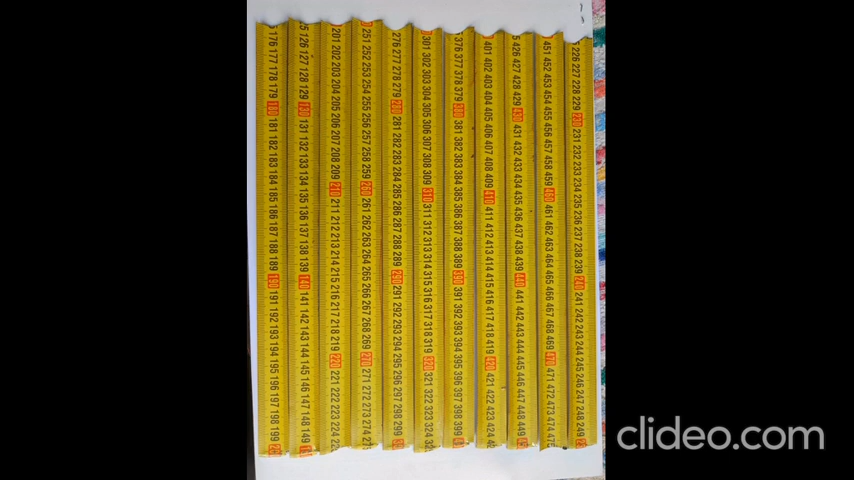 176 177 178 179 180 181 182 183 184 185 186 187 188 189 190 191 192 193 194 195 196 197 198 199
126 127 128 129 130 131 132 133 134 135 136 137 138 139 140 141 142 143 144 145 146 147 148 149
201 202 203 204 205 206 207 208 209 210 211 212 213 214 215 216 217 218 219 220 221 222 223 224
251 252 253 254 255 256 257 258 259 260 261 262 263 264 265 266 267 268 269 270 271 272 273 274
276 277 278 279 280 281 282 283 284 285 286 287 288 289 290 291 292 293 294 295 296 297 298 299
301 302 303 304 305 306 307 308 309 310 311 312 313 314 315 316 317 318 319 320 321 322 323 324
376 377 378 379 380 381 382 383 384 385 386 387 388 389 390 391 392 393 394 395 396 397 398 399
401 402 403 404 405 406 407 408 409 410 411 412 413 414 415 416 417 418 419 420 421 422 423 424
426 427 428 429 430 431 432 433 434 435 436 437 438 439 440 441 442 443 444 445 446 447 448 449
451 452 453 454 455 456 457 458 459 460 461 462 463 464 465 466 467 468 469 470 471 472 473 474 475
226 227 228 229 230 231 232 233 234 235 236 237 238 239 240 241 242 243 244 245 246 247 248 249
clideo.com